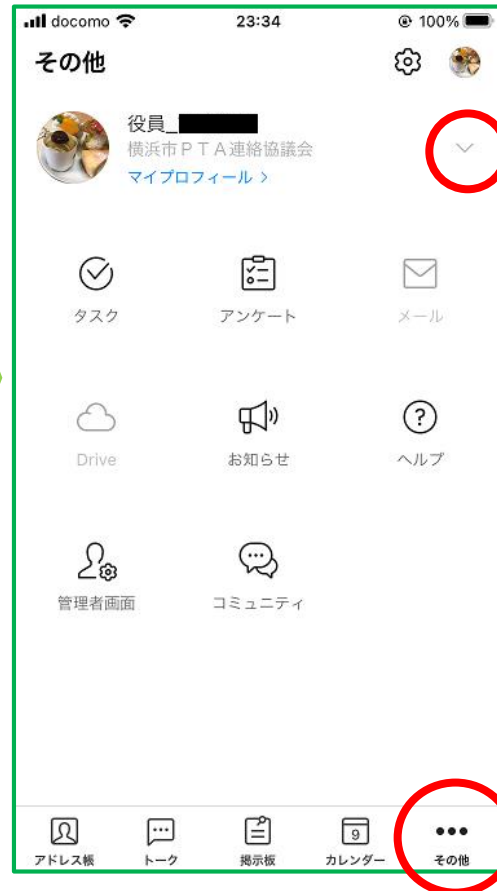 docomo 23:34 100%
その他
役員_
横浜市ＰＴＡ連絡協議会
マイプロフィール >
タスク アンケート メール
Drive お知らせ ヘルプ
管理者画面 コミュニティ
9
アドレス帳 トーク 掲示板 カレンダー その他